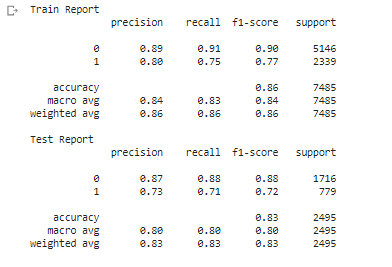 Train Report
precision recall f1-score support
0 0.89 0.91 0.90 5146
1 0.80 0.75 0.77 2339
accuracy 0.86 7485
macro avg 0.84 0.83 0.84 7485
weighted avg 0.86 0.86 0.86 7485
Test Report
precision recall f1-score support
0 0.87 0.88 0.88 1716
1 0.73 0.71 0.72 779
accuracy 0.83 2495
macro avg 0.80 0.80 0.80 2495
weighted avg 0.83 0.83 0.83 2495